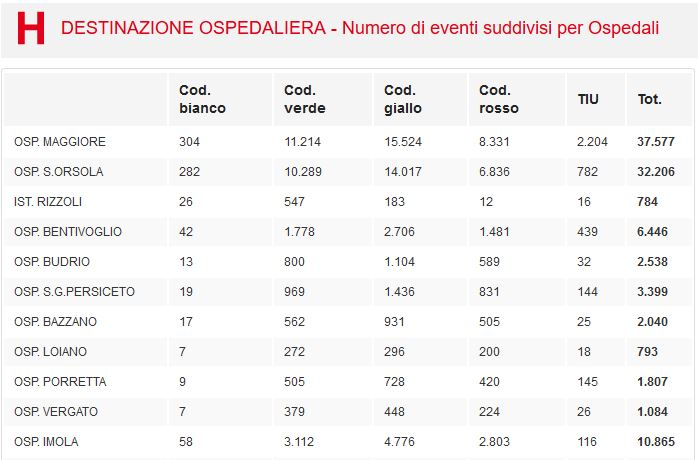 H DESTINAZIONE OSPEDALIERA - Numero di eventi suddivisi per Ospedali
Cod. bianco Cod. verde Cod. giallo Cod. rosso TIU Tot.
OSP. MAGGIORE 304 11.214 15.524 8.331 2.204 37.577
OSP. S.ORSOLA 282 10.289 14.017 6.836 782 32.206
IST. RIZZOLI 26 547 183 12 16 784
OSP. BENTIVOGLIO 42 1.778 2.706 1.481 439 6.446
OSP. BUDRIO 13 800 1.104 589 32 2.538
OSP. S.G.PERSICETO 19 969 1.436 831 144 3.399
OSP. BAZZANO 17 562 931 505 25 2.040
OSP. LOIANO 7 272 296 200 18 793
OSP. PORRETTA 9 505 728 420 145 1.807
OSP. VERGATO 7 379 448 224 26 1.084
OSP. IMOLA 58 3.112 4.776 2.803 116 10.865